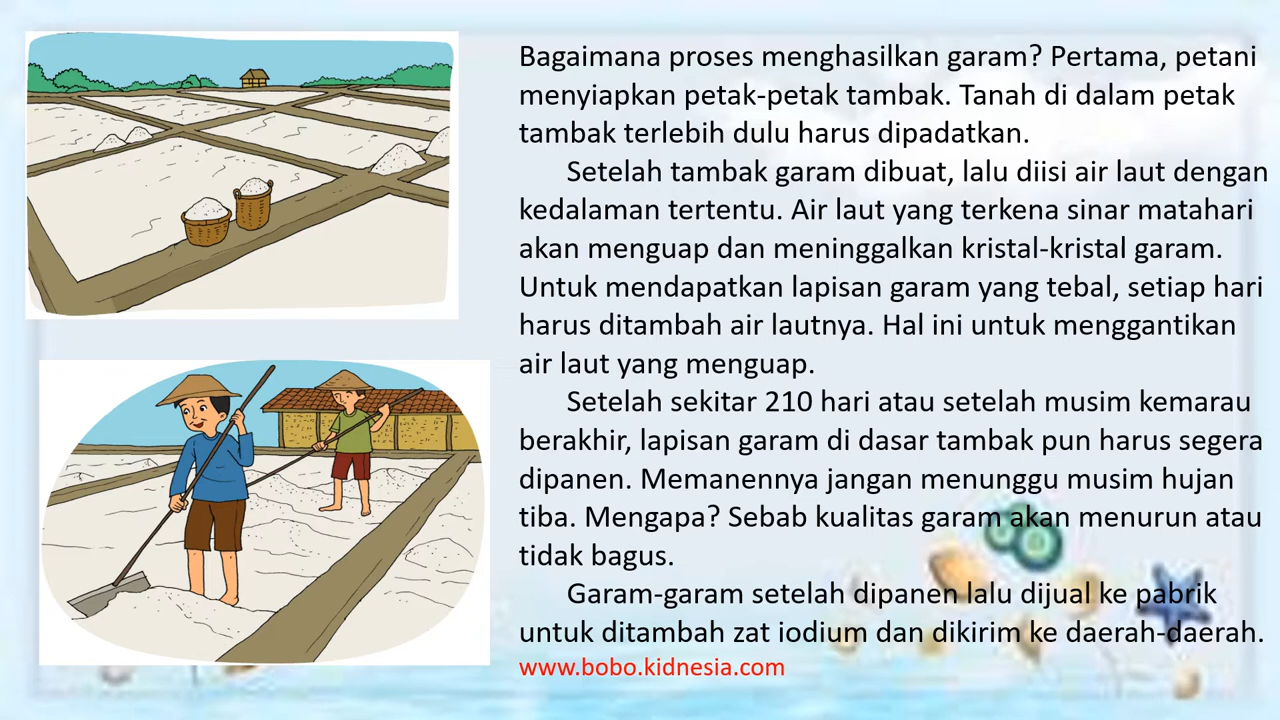 Bagaimana proses menghasilkan garam? Pertama, petani
menyiapkan petak-petak tambak. Tanah di dalam petak
tambak terlebih dulu harus dipadatkan.
Setelah tambak garam dibuat, lalu diisi air laut dengan
kedalaman tertentu. Air laut yang terkena sinar matahari
akan menguap dan meninggalkan kristal-kristal garam.
Untuk mendapatkan lapisan garam yang tebal, setiap hari
harus ditambah air lautnya. Hal ini untuk menggantikan
air laut yang menguap.
Setelah sekitar 210 hari atau setelah musim kemarau
berakhir, lapisan garam di dasar tambak pun harus segera
dipanen. Memanennya jangan menunggu musim hujan
tiba. Mengapa? Sebab kualitas garam akan menurun atau
tidak bagus.
Garam-garam setelah dipanen lalu dijual ke pabrik
untuk ditambah zat iodium dan dikirim ke daerah-daerah.
www.bobo.kidnesia.com